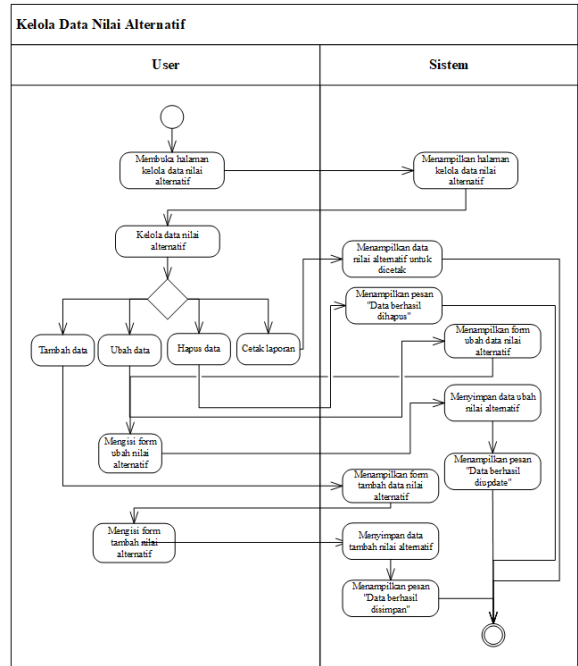 Kelola Data Nilai Alternatif
User
Sistem
Membuka halaman
kelola data nilai
alternatif
Menampilkan halaman
kelola data nilai
alternatif
Kelola data nilai
alternatif
Menampilkan data
nilai alternatif untuk
dicetak
Menampilkan pesan
"Data berhasil
dihapus"
Tambah data
Ubah data
Hapus data
Cetak laporan
Menampilkan form
ubah data nilai
alternatif
Menyimpan data ubah
nilai alternatif
Mengisi form
ubah nilai
alternatif
Menampilkan pesan
"Data berhasil
diupdate"
Menampilkan form
tambah data nilai
alternatif
Mengisi form
tambah nilai
alternatif
Menyimpan data
tambah nilai alternatif
Menampilkan pesan
"Data berhasil
disimpan"